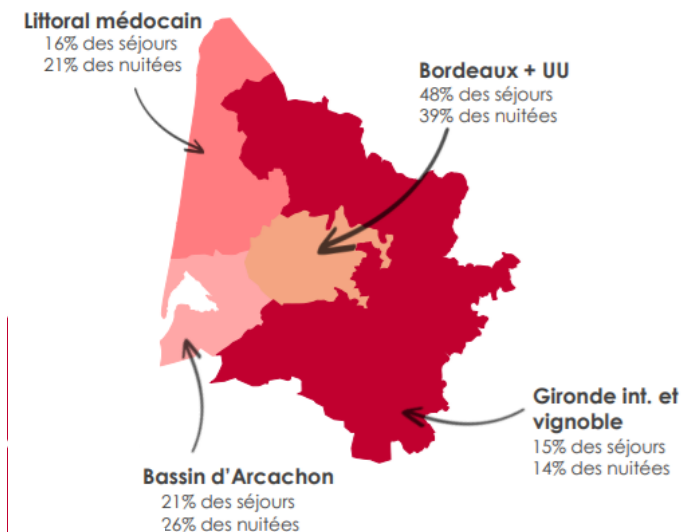 Littoral médocain
16% des séjours
21% des nuitées
Bordeaux + UU
48% des séjours
39% des nuitées
Gironde int. et
vignoble
15% des séjours
14% des nuitées
Bassin d'Arcachon
21% des séjours
26% des nuitées